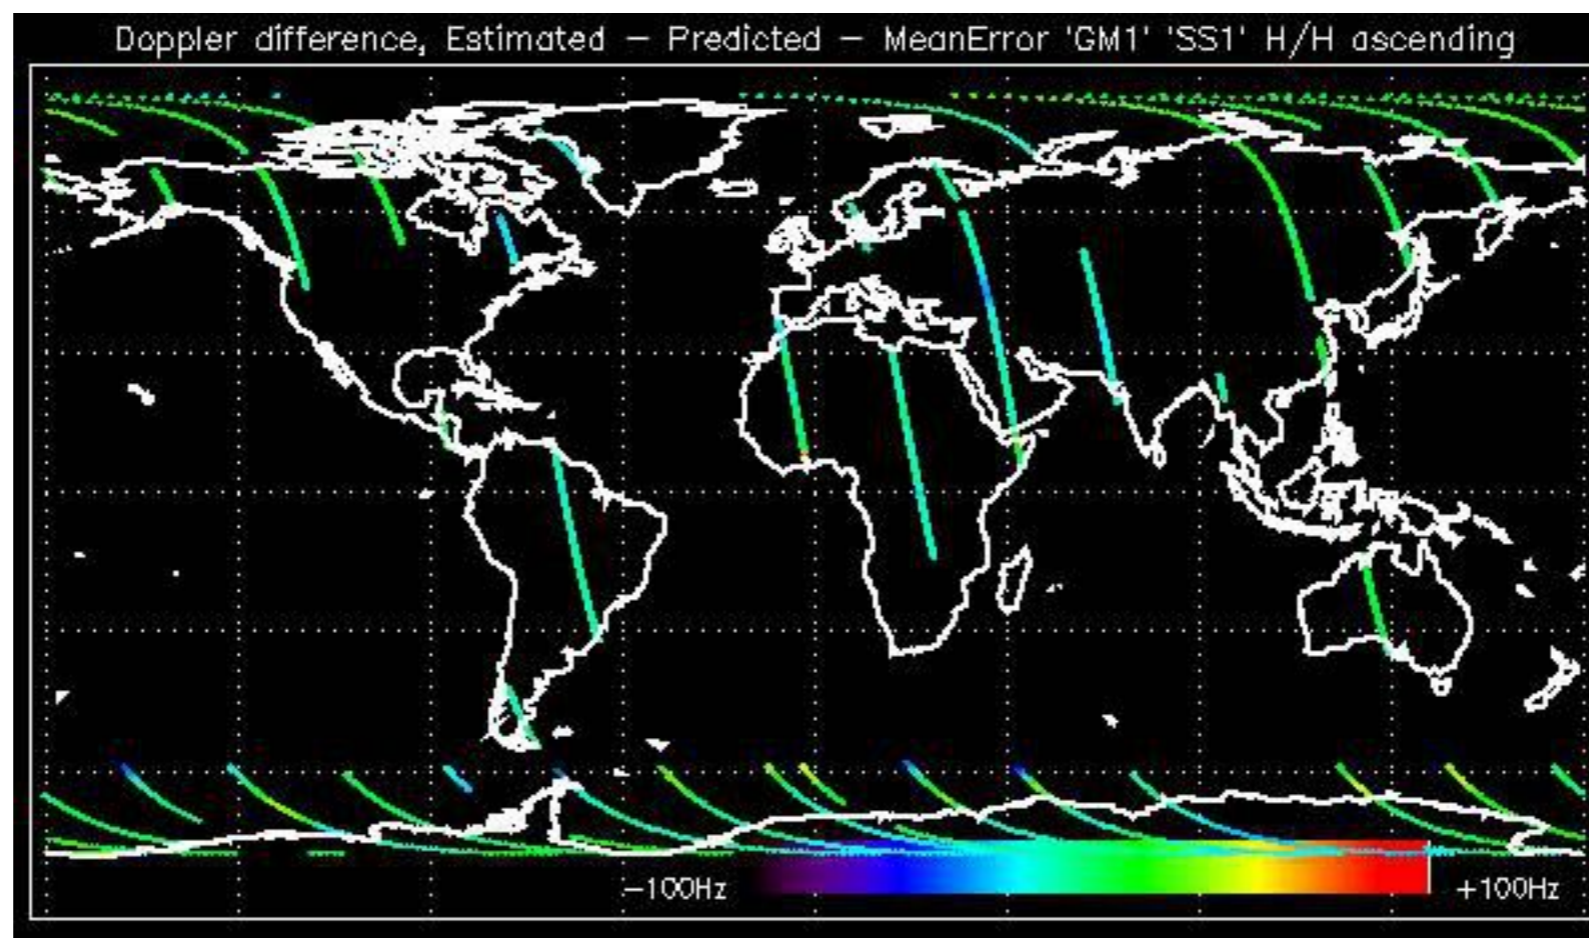 Doppler difference, Estimated – Predicted – MeanError 'GM1' 'SS1' H/H ascending
–100Hz
+100Hz